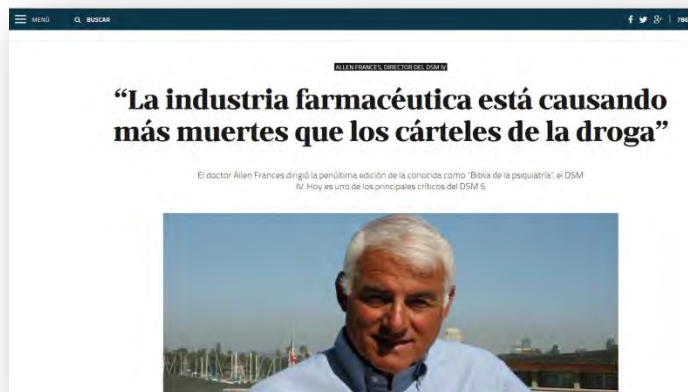 MENÚ
BUSCAR
786
ALLEN FRANCES, DIRECTOR DEL DSM IV
“La industria farmacéutica está causando
más muertes que los cárteles de la droga”
El doctor Allen Frances dirigió la penúltima edición de la conocida como “Biblia de la psiquiatría”, el DSM
IV. Hoy es uno de los principales críticos del DSM 5